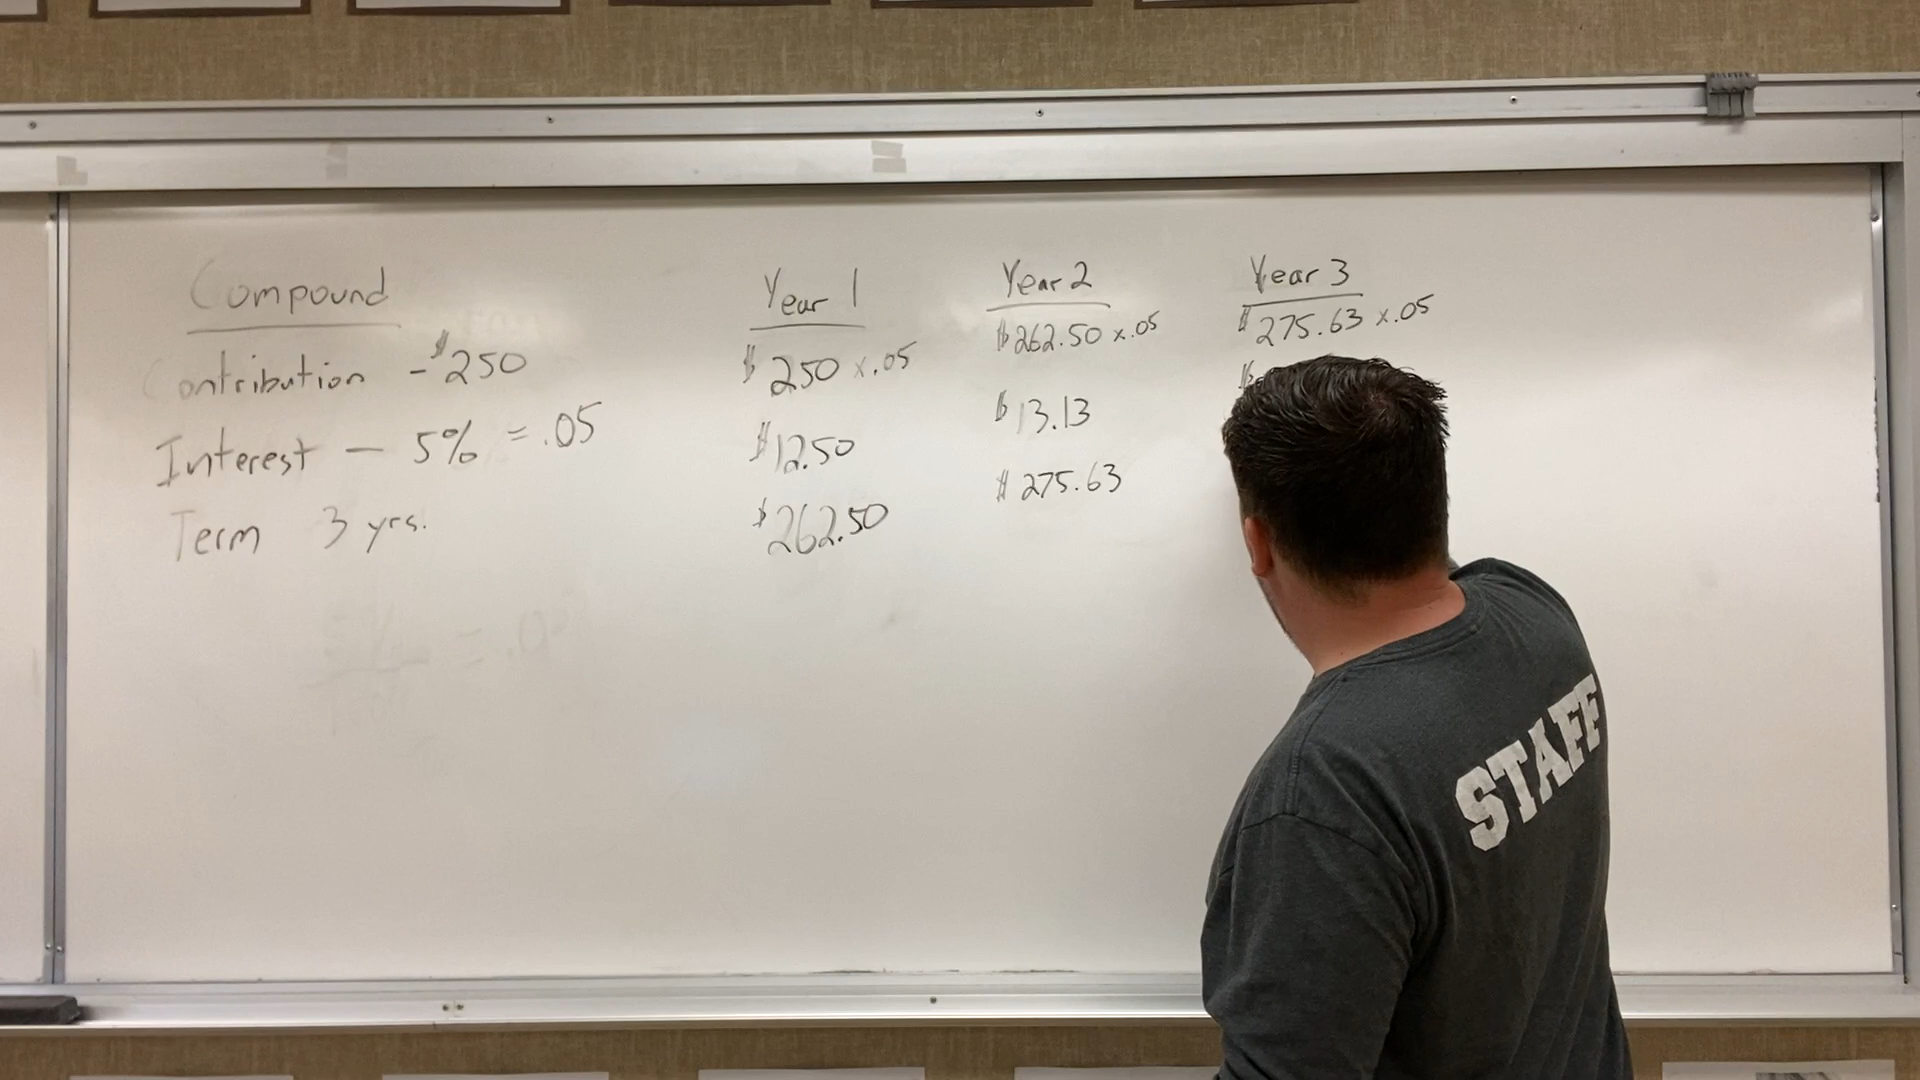 Compound
Contribution - $250
Interest - 5% = .05
Term 3 yrs.
Year 1
$250 x .05
$12.50
$262.50
Year 2
$262.50 x .05
$13.13
$275.63
Year 3
$275.63 x .05
$
STAFF